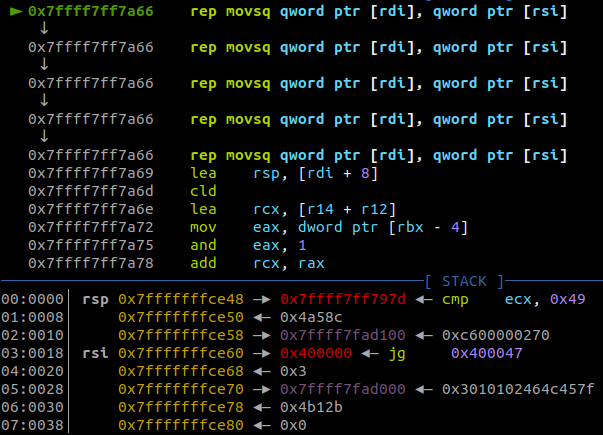 ► 0x7ffff7ff7a66 rep movsq qword ptr [rdi], qword ptr [rsi]
↓
0x7ffff7ff7a66 rep movsq qword ptr [rdi], qword ptr [rsi]
↓
0x7ffff7ff7a66 rep movsq qword ptr [rdi], qword ptr [rsi]
↓
0x7ffff7ff7a66 rep movsq qword ptr [rdi], qword ptr [rsi]
↓
0x7ffff7ff7a66 rep movsq qword ptr [rdi], qword ptr [rsi]
0x7ffff7ff7a69 lea rsp, [rdi + 8]
0x7ffff7ff7a6d cld
0x7ffff7ff7a6e lea rcx, [r14 + r12]
0x7ffff7ff7a72 mov eax, dword ptr [rbx - 4]
0x7ffff7ff7a75 and eax, 1
0x7ffff7ff7a78 add rcx, rax
[ STACK ]
00:0000│ rsp 0x7fffffffce48 —▸ 0x7ffff7ff797d ◂— cmp ecx, 0x49
01:0008│ 0x7fffffffce50 ◂— 0x4a58c
02:0010│ 0x7fffffffce58 —▸ 0x7ffff7fad100 ◂— 0xc600000270
03:0018│ rsi 0x7fffffffce60 —▸ 0x400000 ◂— jg 0x400047
04:0020│ 0x7fffffffce68 ◂— 0x3
05:0028│ 0x7fffffffce70 —▸ 0x7ffff7fad000 ◂— 0x3010102464c457f
06:0030│ 0x7fffffffce78 ◂— 0x4b12b
07:0038│ 0x7fffffffce80 ◂— 0x0